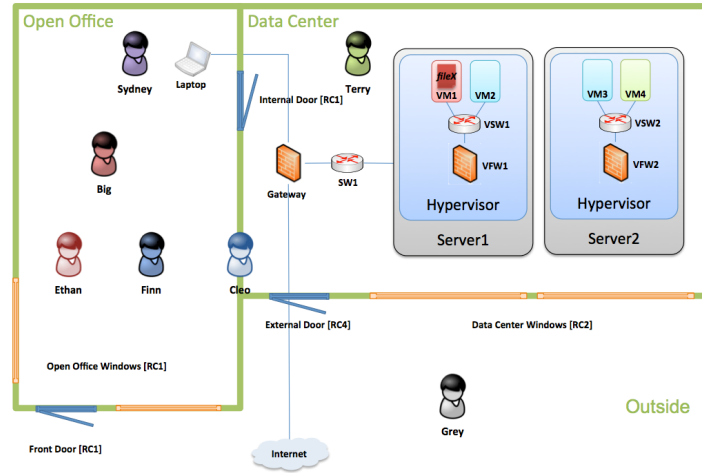 Open Office
Data Center
Sydney
Laptop
Internal Door [RC1]
Terry
fileX
VM1
VM2
VSW1
VFW1
Hypervisor
Server1
VM3
VM4
VSW2
VFW2
Hypervisor
Server2
Big
Gateway
SW1
Ethan
Finn
Cleo
External Door [RC4]
Data Center Windows [RC2]
Open Office Windows [RC1]
Front Door [RC1]
Internet
Grey
Outside